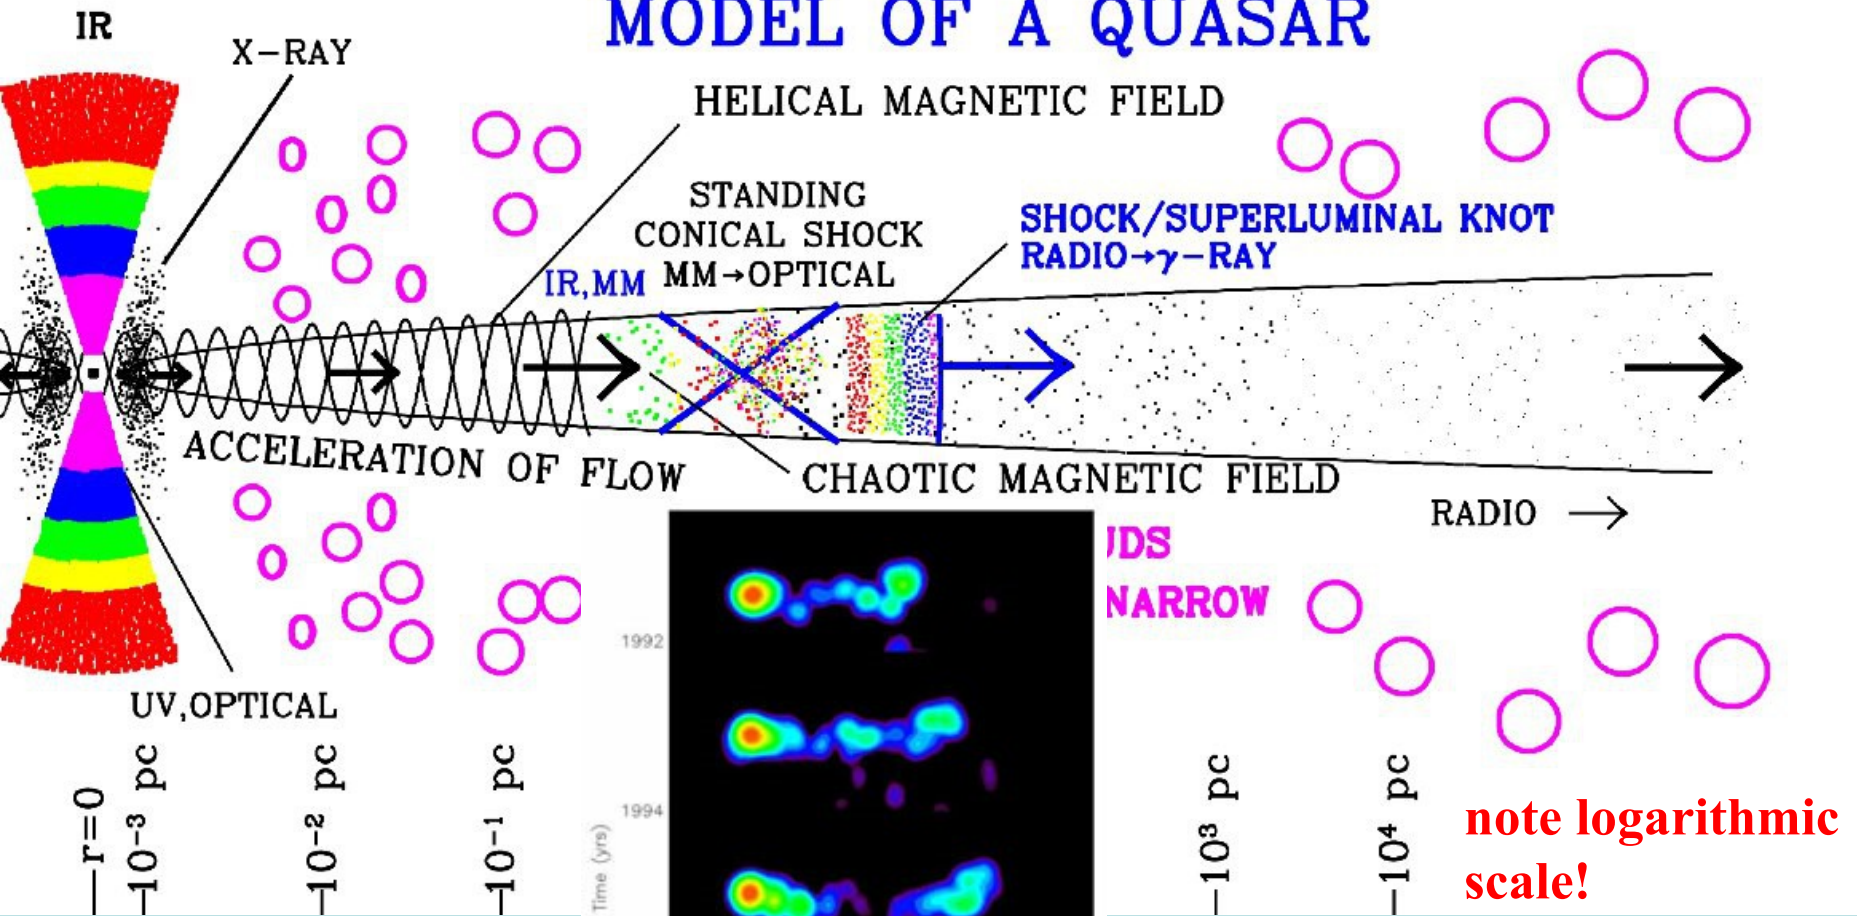 MODEL OF A QUASAR
IR
X-RAY
HELICAL MAGNETIC FIELD
STANDING
CONICAL SHOCK
MM→OPTICAL
IR,MM
SHOCK/SUPERLUMINAL KNOT
RADIO→γ-RAY
ACCELERATION OF FLOW
CHAOTIC MAGNETIC FIELD
RADIO →
NARROW
UV,OPTICAL
1992
1994
Time (yrs)
r=0
10⁻³ pc
10⁻² pc
10⁻¹ pc
10³ pc
10⁴ pc
note logarithmic
scale!